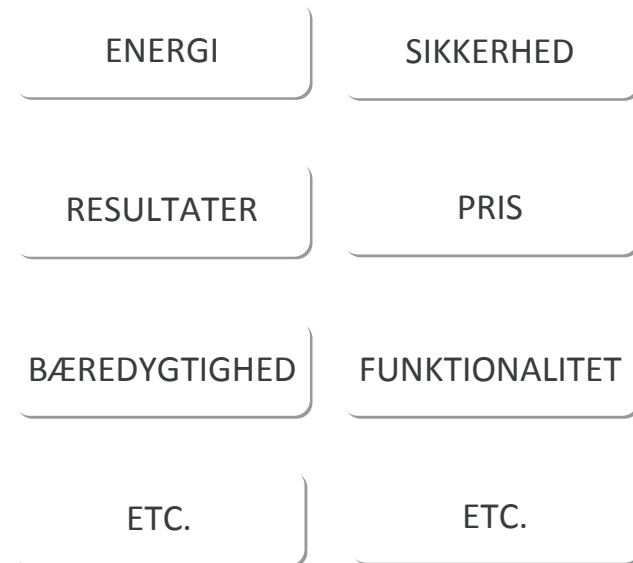 ENERGI
SIKKERHED
RESULTATER
PRIS
BÆREDYGTIGHED
FUNKTIONALITET
ETC.
ETC.